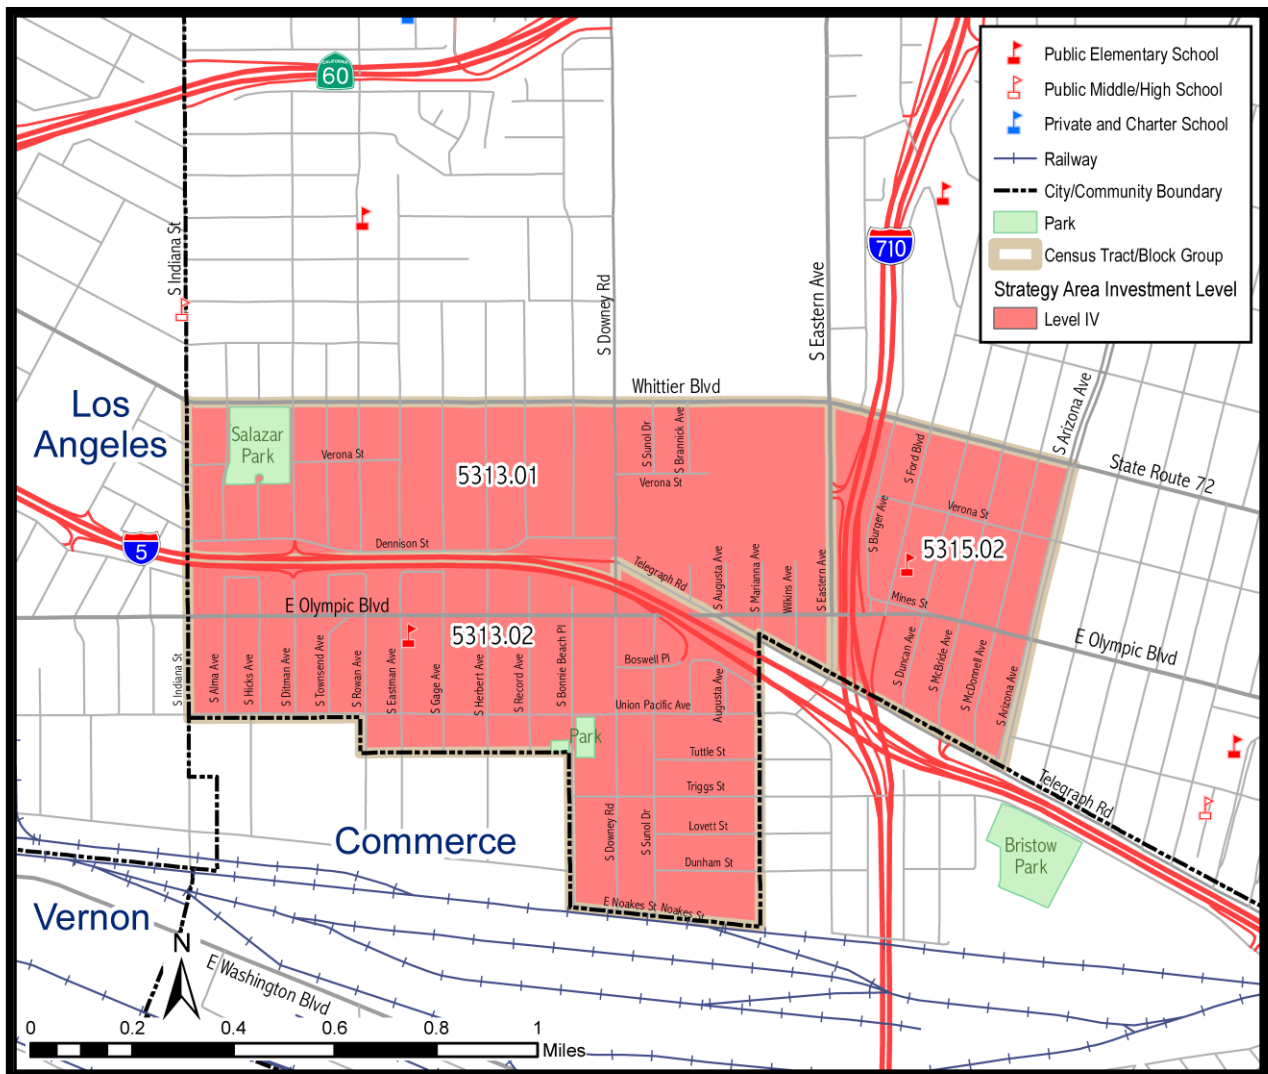 CALIFORNIA
60
Public Elementary School
Public Middle/High School
Private and Charter School
Railway
City/Community Boundary
Park
Census Tract/Block Group
Strategy Area Investment Level
Level IV
710
S Indiana St
S Downey Rd
S Eastern Ave
Whittier Blvd
S Arizona Ave
State Route 72
Los
Angeles
Salazar
Park
Verona St
5313.01
S Sunol Dr
S Brannick Ave
Verona St
S Ford Blvd
Verona St
S Burger Ave
5315.02
5
Dennison St
Telegraph Rd
S Augusta Ave
S Marianna Ave
Wilkins Ave
S Eastern Ave
Mines St
E Olympic Blvd
5313.02
E Olympic Blvd
S Indiana St
S Alma Ave
S Hicks Ave
S Ditman Ave
S Townsend Ave
S Rowan Ave
S Eastman Ave
S Gage Ave
S Herbert Ave
S Record Ave
S Bonnie Beach Pl
Boswell Pl
Union Pacific Ave
Augusta Ave
S Duncan Ave
S McBride Ave
S McDonnell Ave
S Arizona Ave
Park
Tuttle St
Triggs St
Telegraph Rd
S Downey Rd
S Sunol Dr
Lovett St
Dunham St
Commerce
Bristow
Park
E Noakes St
Noakes St
Vernon
N
E Washington Blvd
0 0.2 0.4 0.6 0.8 1
Miles